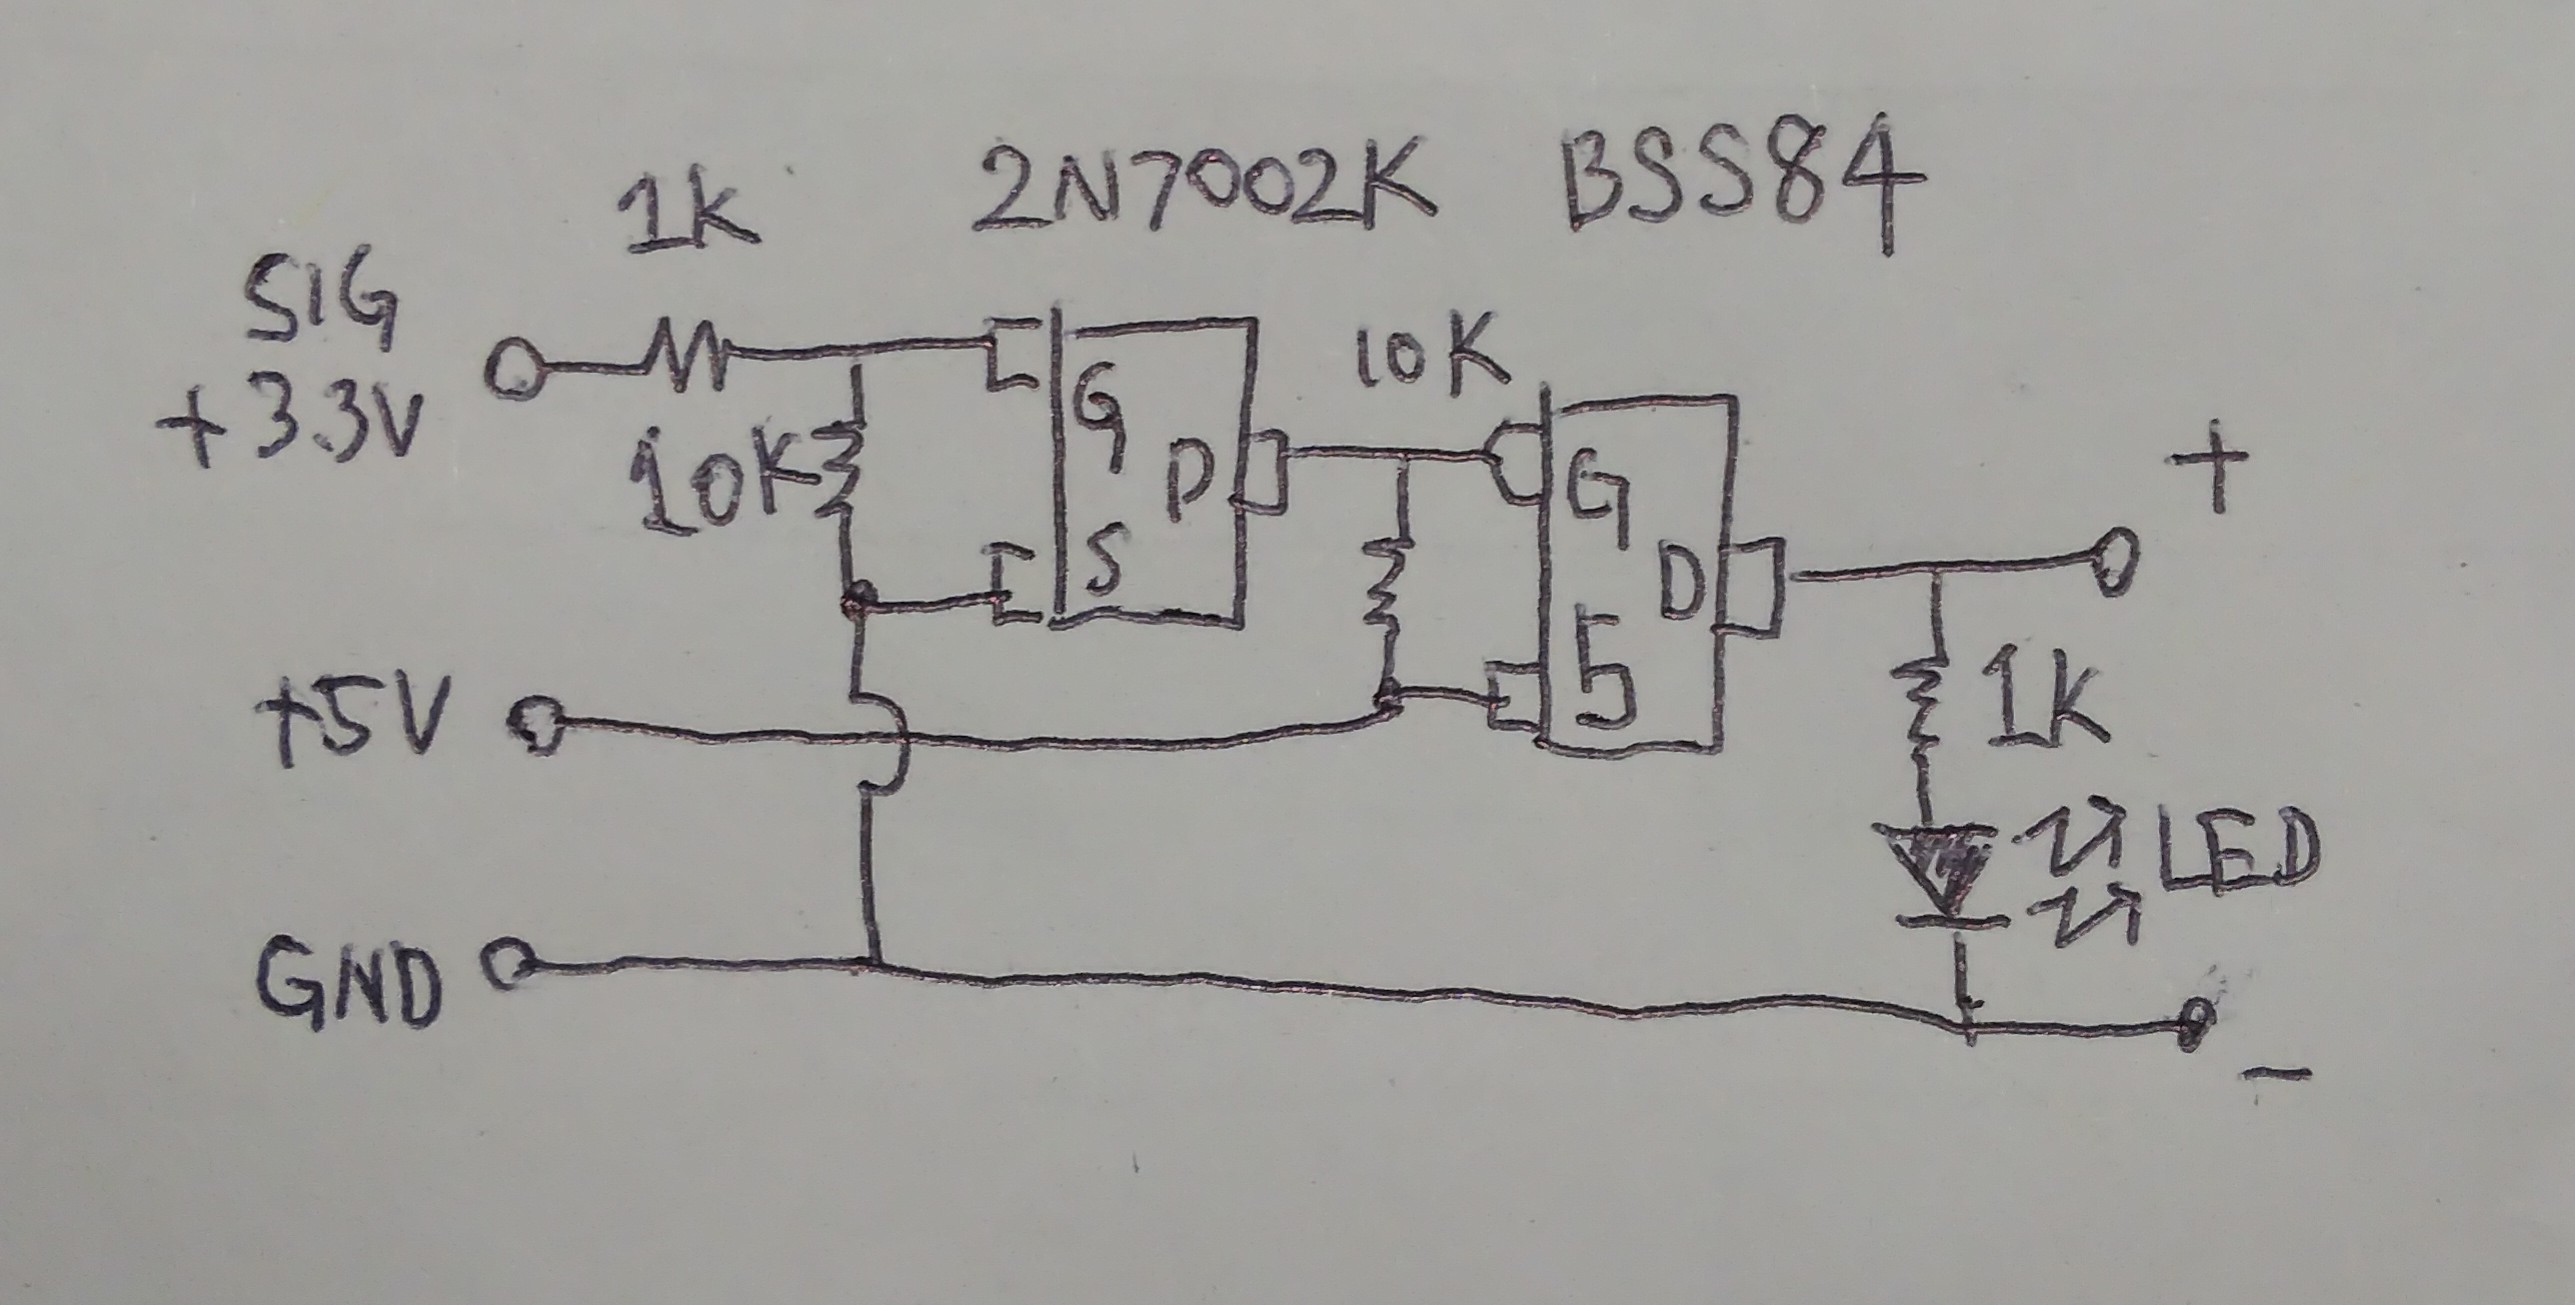 1K 2N7002K BSS84
SIG
+3.3V
10K
10K
G
D
S
G
D
S
+
+5V
1K
LED
GND
-